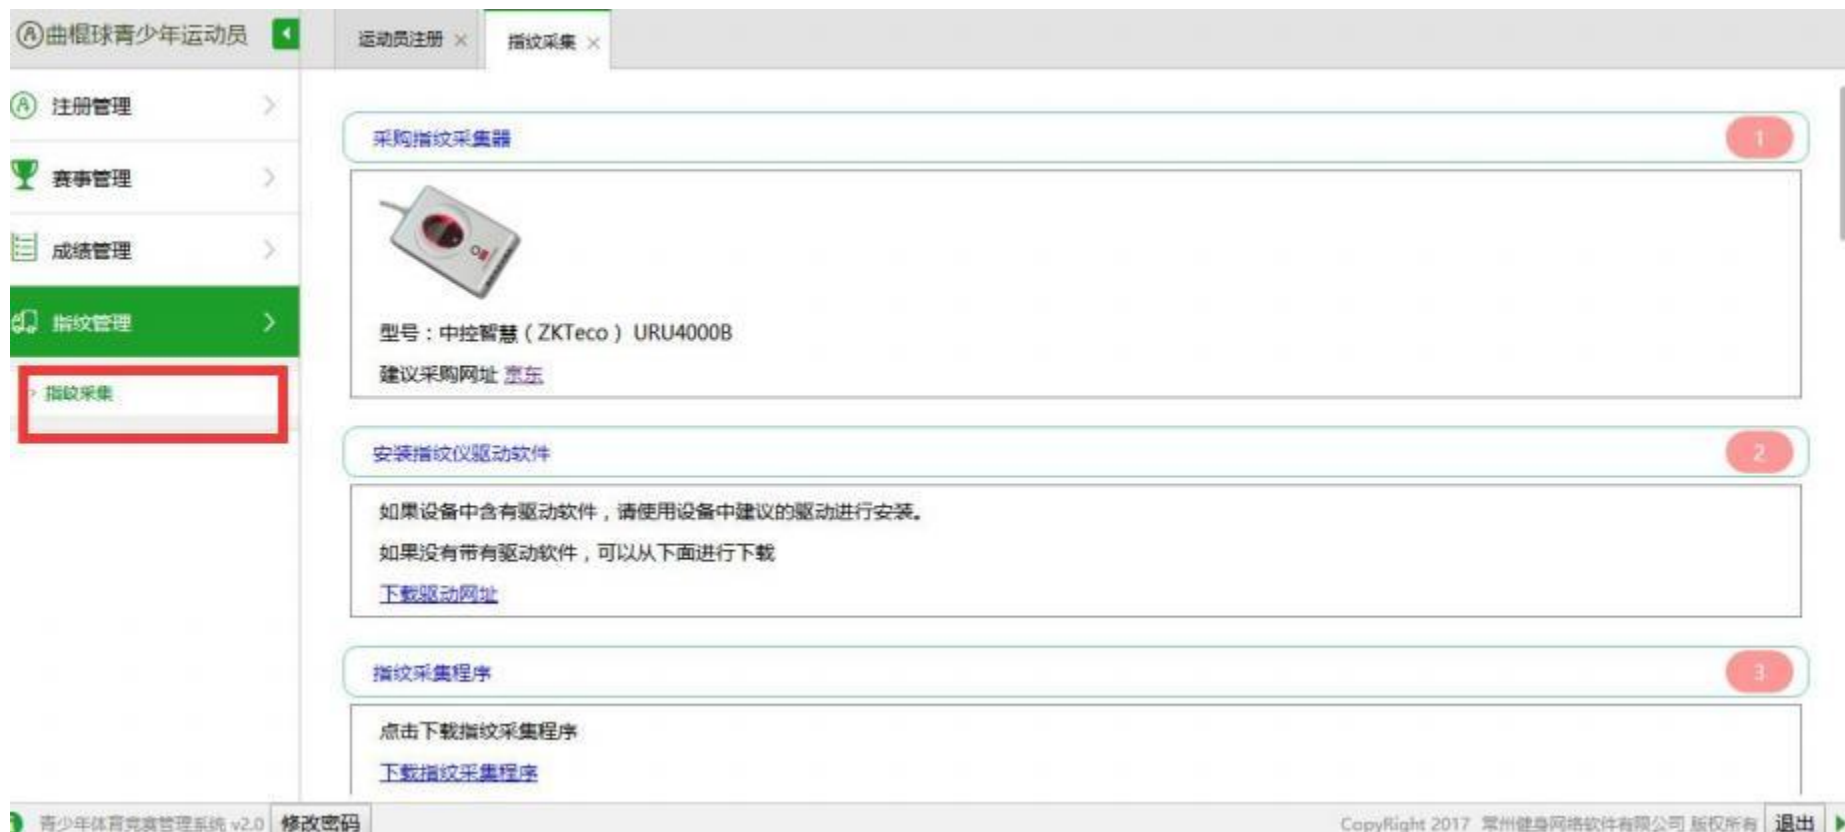 曲棍球青少年运动员
运动员注册 ×
指纹采集 ×
注册管理
赛事管理
成绩管理
指纹管理
指纹采集
采购指纹采集器
1
型号：中控智慧（ZKTeco）URU4000B
建议采购网址 京东
安装指纹仪驱动软件
2
如果设备中含有驱动软件，请使用设备中建议的驱动进行安装。
如果没有带有驱动软件，可以从下面进行下载
下载驱动网址
指纹采集程序
3
点击下载指纹采集程序
下载指纹采集程序
青少年体育竞赛管理系统 v2.0
修改密码
CopyRight 2017 常州健身网络软件有限公司 版权所有
退出